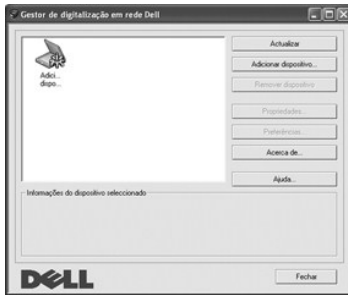 Gestor de digitalização em rede Dell
Adici...
dispo...
Actualizar
Adicionar dispositivo...
Remover dispositivo
Propriedades...
Preferências...
Acerca de...
Ajuda...
Informações do dispositivo seleccionado
DELL
Fechar